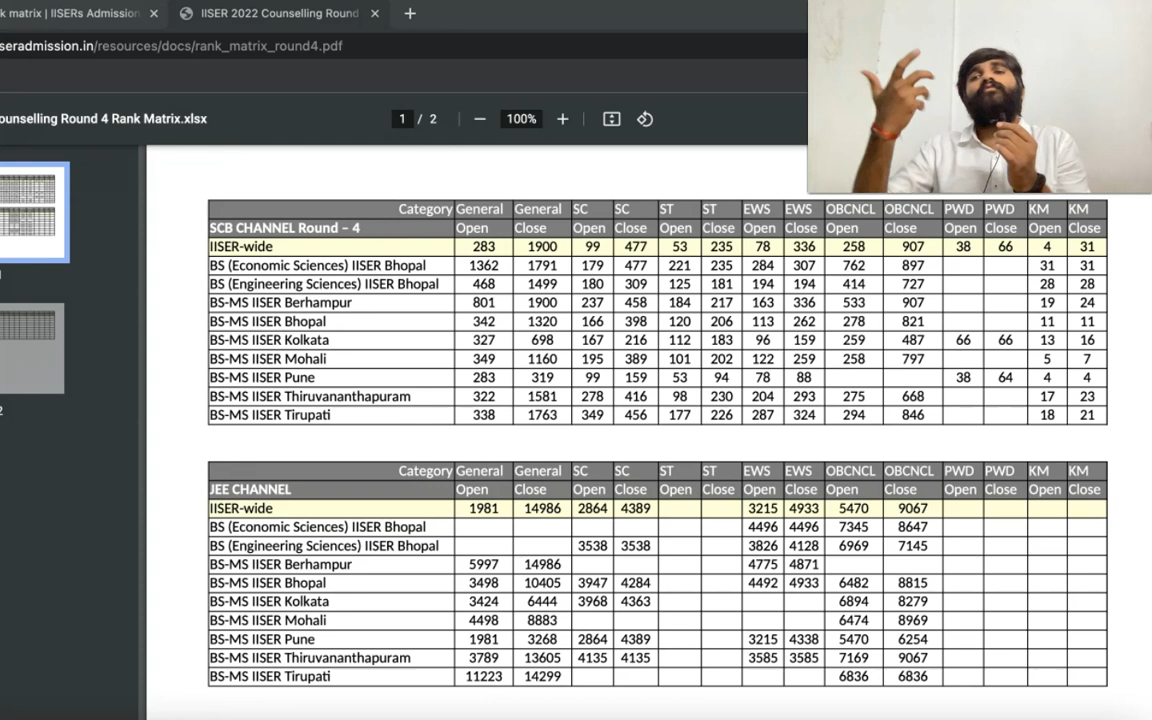 k matrix | IISERs Admission IISER 2022 Counselling Round
seradmission.in/resources/docs/rank_matrix_round4.pdf
ounselling Round 4 Rank Matrix.xlsx 1 / 2 100%
Category General General SC SC ST ST EWS EWS OBCNCL OBCNCL PWD PWD KM KM
SCB CHANNEL Round – 4 Open Close Open Close Open Close Open Close Open Close Open Close Open Close
IISER-wide 283 1900 99 477 53 235 78 336 258 907 38 66 4 31
BS (Economic Sciences) IISER Bhopal 1362 1791 179 477 221 235 284 307 762 897 31 31
BS (Engineering Sciences) IISER Bhopal 468 1499 180 309 125 181 194 194 414 727 28 28
BS-MS IISER Berhampur 801 1900 237 458 184 217 163 336 533 907 19 24
BS-MS IISER Bhopal 342 1320 166 398 120 206 113 262 278 821 11 11
BS-MS IISER Kolkata 327 698 167 216 112 183 96 159 259 487 66 66 13 16
BS-MS IISER Mohali 349 1160 195 389 101 202 122 259 258 797 5 7
BS-MS IISER Pune 283 319 99 159 53 94 78 88 38 64 4 4
BS-MS IISER Thiruvananthapuram 322 1581 278 416 98 230 204 293 275 668 17 23
BS-MS IISER Tirupati 338 1763 349 456 177 226 287 324 294 846 18 21
Category General General SC SC ST ST EWS EWS OBCNCL OBCNCL PWD PWD KM KM
JEE CHANNEL Open Close Open Close Open Close Open Close Open Close Open Close Open Close
IISER-wide 1981 14986 2864 4389 3215 4933 5470 9067
BS (Economic Sciences) IISER Bhopal 4496 4496 7345 8647
BS (Engineering Sciences) IISER Bhopal 3538 3538 3826 4128 6969 7145
BS-MS IISER Berhampur 5997 14986 4775 4871
BS-MS IISER Bhopal 3498 10405 3947 4284 4492 4933 6482 8815
BS-MS IISER Kolkata 3424 6444 3968 4363 6894 8279
BS-MS IISER Mohali 4498 8883 6474 8969
BS-MS IISER Pune 1981 3268 2864 4389 3215 4338 5470 6254
BS-MS IISER Thiruvananthapuram 3789 13605 4135 4135 3585 3585 7169 9067
BS-MS IISER Tirupati 11223 14299 6836 6836